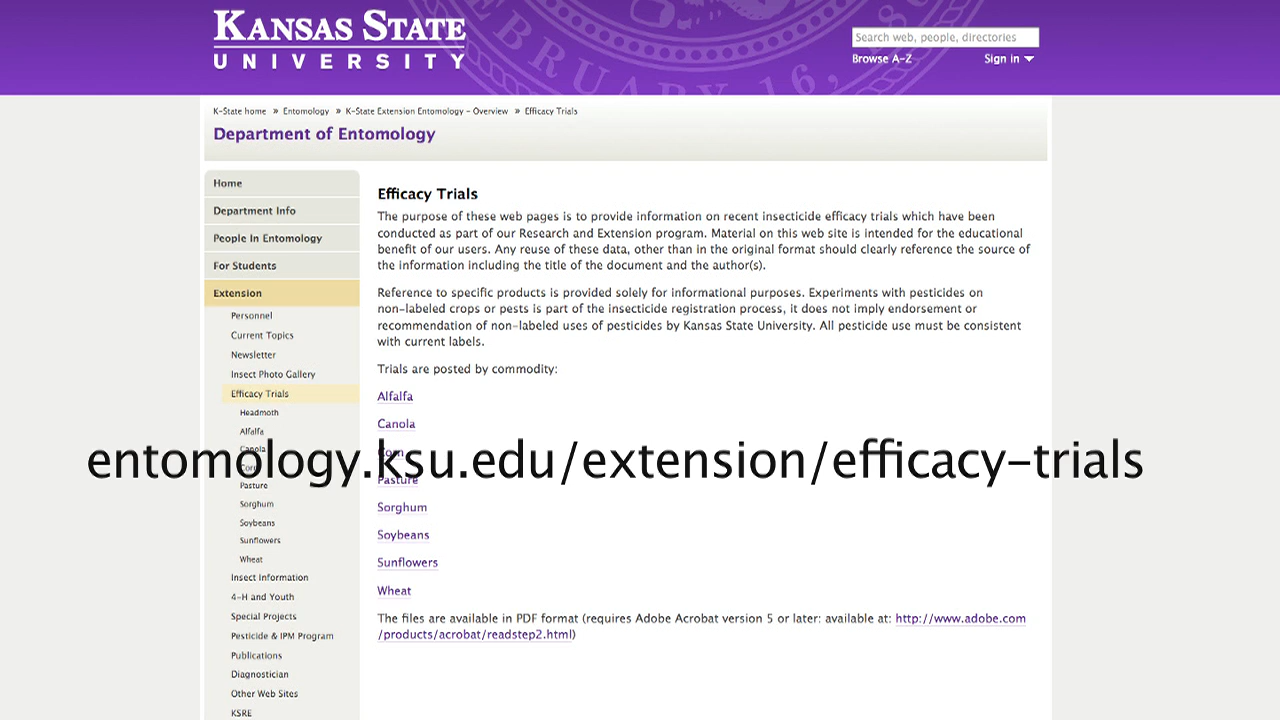 KANSAS STATE
UNIVERSITY
FEBRUARY 16,
Search web, people, directories
Browse A-Z
Sign in
K-State home » Entomology » K-State Extension Entomology - Overview » Efficacy Trials
Department of Entomology
Home
Department Info
People In Entomology
For Students
Extension
Personnel
Current Topics
Newsletter
Insect Photo Gallery
Efficacy Trials
Headmoth
Alfalfa
Canola
Corn
Pasture
Sorghum
Soybeans
Sunflowers
Wheat
Insect Information
4-H and Youth
Special Projects
Pesticide & IPM Program
Publications
Diagnostician
Other Web Sites
KSRE
Efficacy Trials
The purpose of these web pages is to provide information on recent insecticide efficacy trials which have been
conducted as part of our Research and Extension program. Material on this web site is intended for the educational
benefit of our users. Any reuse of these data, other than in the original format should clearly reference the source of
the information including the title of the document and the author(s).
Reference to specific products is provided solely for informational purposes. Experiments with pesticides on
non-labeled crops or pests is part of the insecticide registration process, it does not imply endorsement or
recommendation of non-labeled uses of pesticides by Kansas State University. All pesticide use must be consistent
with current labels.
Trials are posted by commodity:
Alfalfa
Canola
Corn
Pasture
Sorghum
Soybeans
Sunflowers
Wheat
The files are available in PDF format (requires Adobe Acrobat version 5 or later: available at: http://www.adobe.com
/products/acrobat/readstep2.html)
entomology.ksu.edu/extension/efficacy-trials